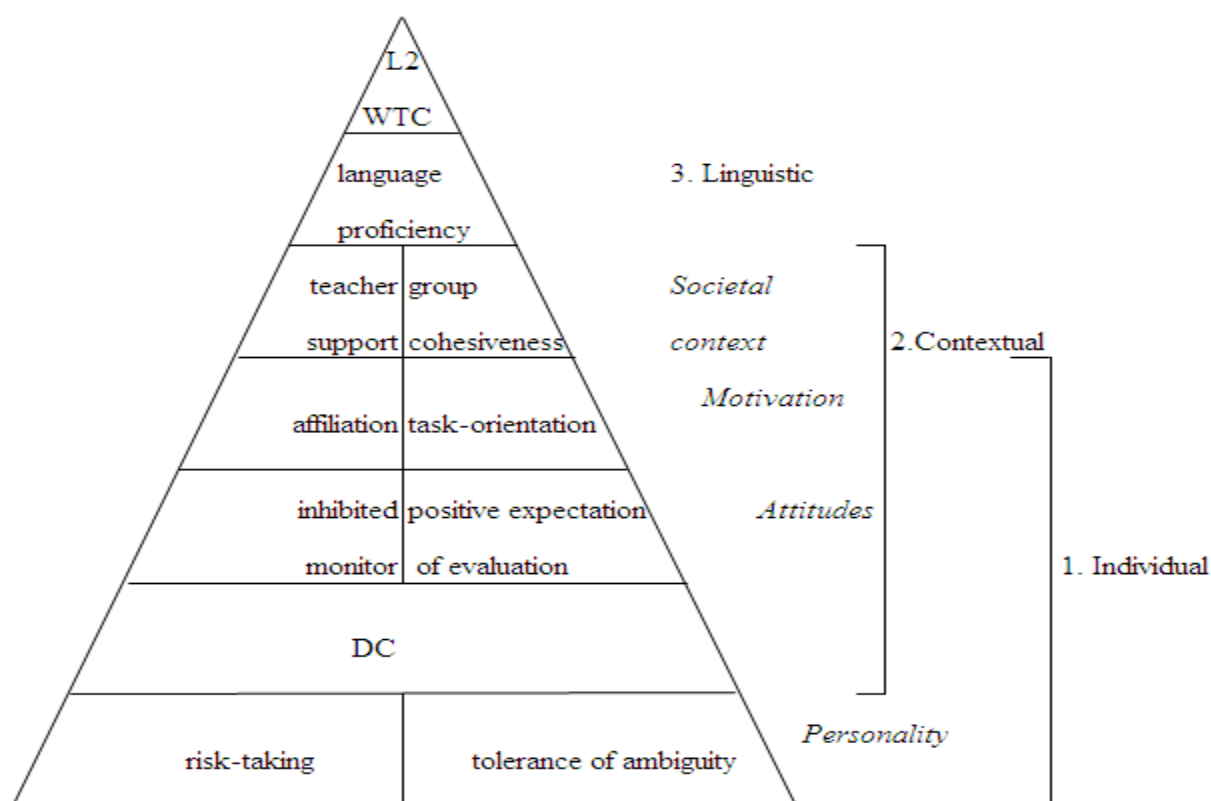 L2
WTC
language 3. Linguistic
proficiency
teacher group Societal
support cohesiveness context 2.Contextual
Motivation
affiliation task-orientation
inhibited positive expectation Attitudes
monitor of evaluation 1. Individual
DC
Personality
risk-taking tolerance of ambiguity